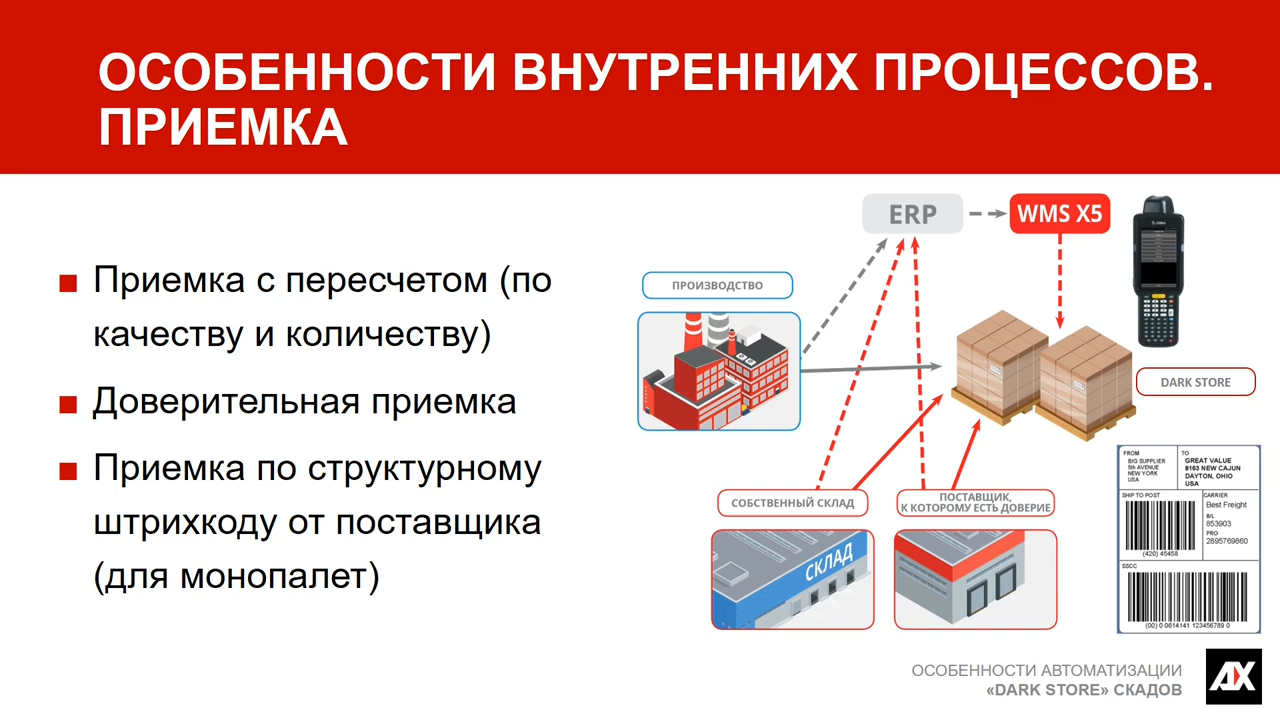 ОСОБЕННОСТИ ВНУТРЕННИХ ПРОЦЕССОВ.
ПРИЕМКА
Приемка с пересчетом (по
качеству и количеству)
Доверительная приемка
Приемка по структурному
штрихкоду от поставщика
(для монопалет)
ERP
WMS X5
ПРОИЗВОДСТВО
DARK STORE
СОБСТВЕННЫЙ СКЛАД
ПОСТАВЩИК,
К КОТОРОМУ ЕСТЬ ДОВЕРИЕ
СКЛАД
FROM
BIG SUPPLIER
5th AVENUE
NEW YORK
USA
TO
GREAT VALUE
8163 NEW CAJUN
DAYTON, OHIO
USA
SHIP TO POST
(420) 45458
CARRIER
Best Freight
B/L
853903
PRO
2895769860
SSCC
(00) 0 0614141 123456789 0
ОСОБЕННОСТИ АВТОМАТИЗАЦИИ
«DARK STORE» СКАДОВ
AX